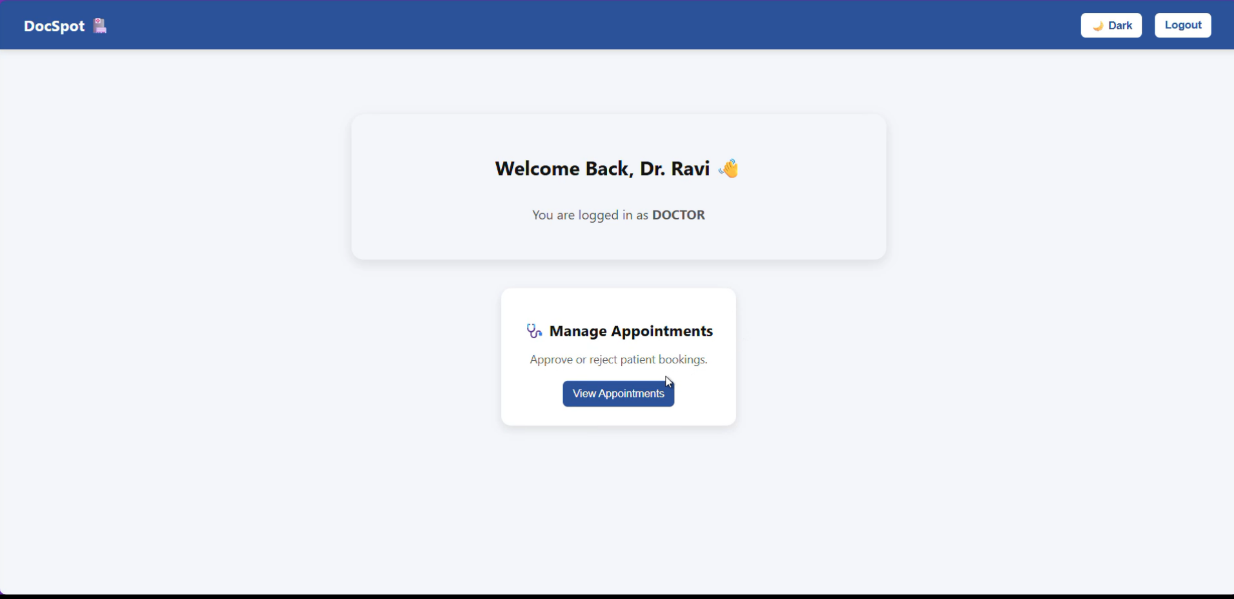 DocSpot
🌙 Dark
Logout
Welcome Back, Dr. Ravi 👋
You are logged in as DOCTOR
🩺 Manage Appointments
Approve or reject patient bookings.
View Appointments